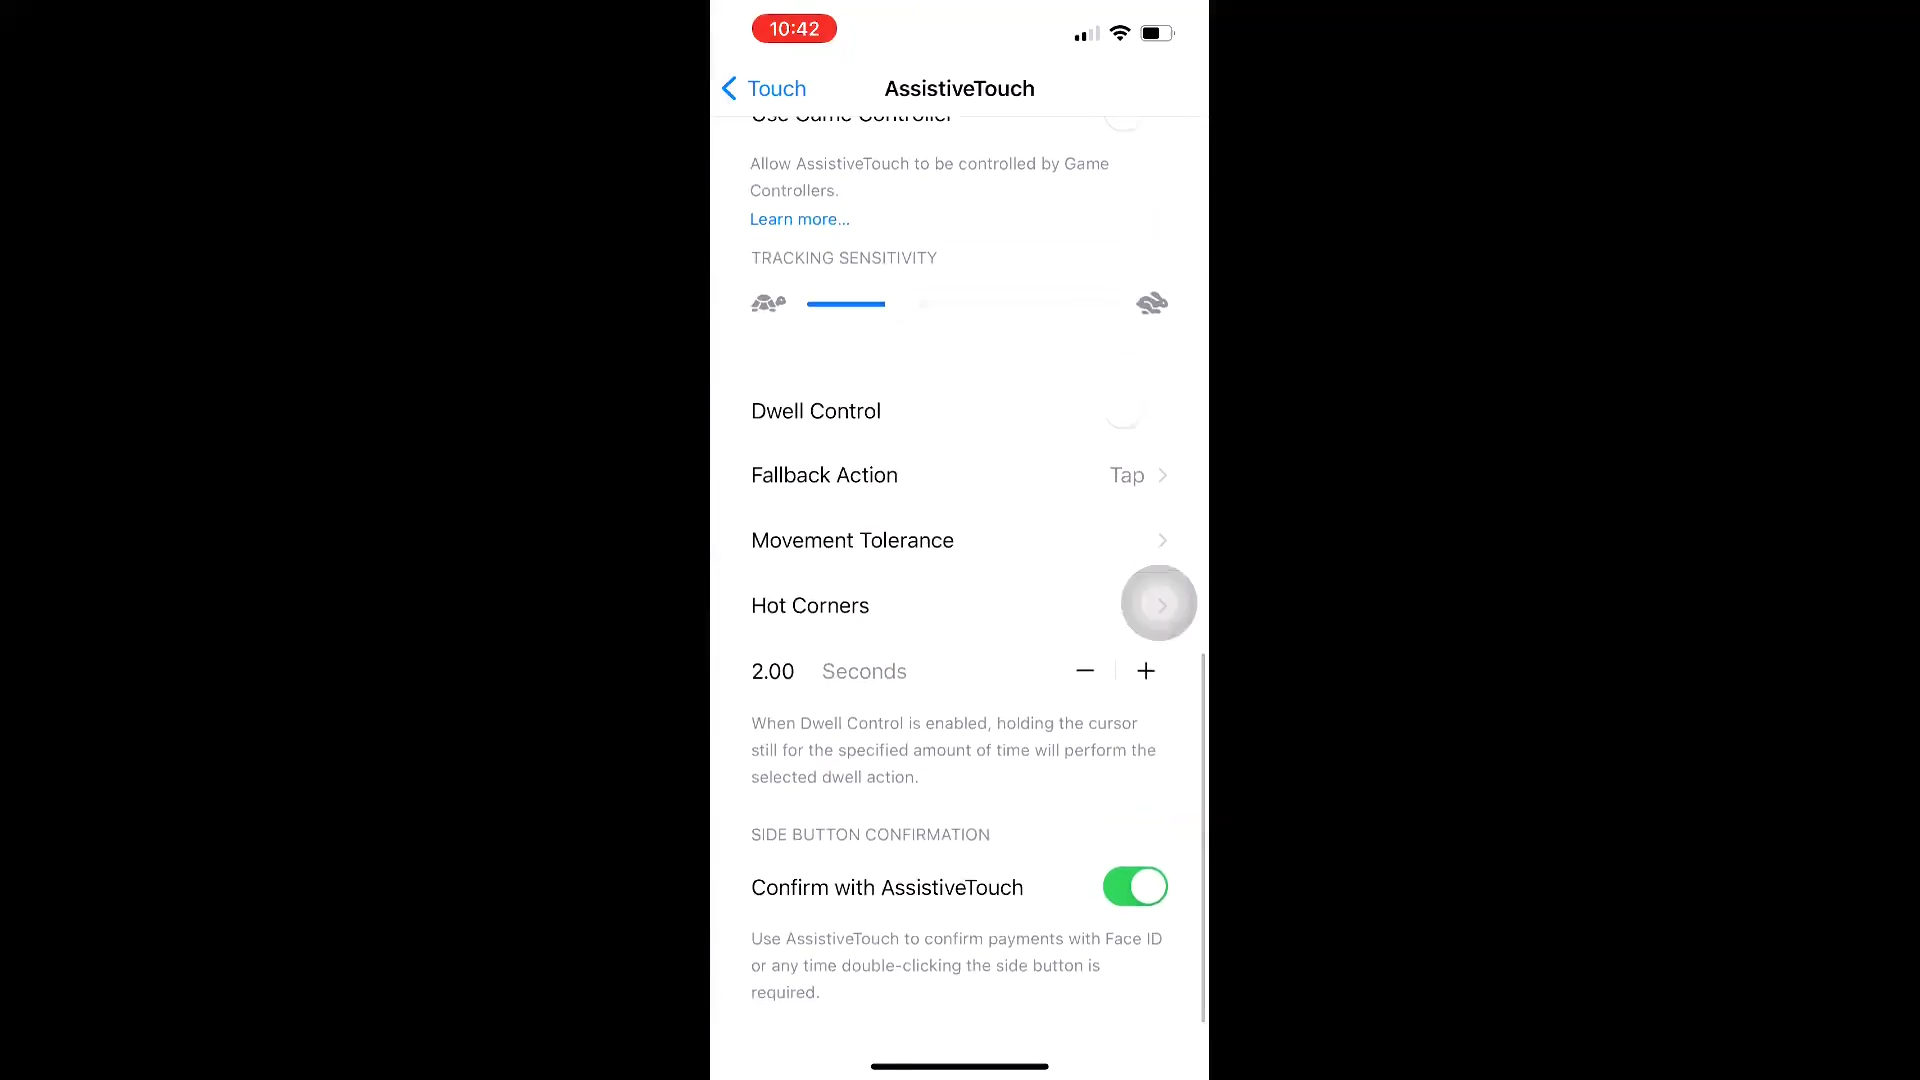 10:42
Touch
AssistiveTouch
Use Game Controller
Allow AssistiveTouch to be controlled by Game
Controllers.
Learn more...
TRACKING SENSITIVITY
Dwell Control
Fallback Action
Tap
Movement Tolerance
Hot Corners
2.00 Seconds
When Dwell Control is enabled, holding the cursor
still for the specified amount of time will perform the
selected dwell action.
SIDE BUTTON CONFIRMATION
Confirm with AssistiveTouch
Use AssistiveTouch to confirm payments with Face ID
or any time double-clicking the side button is
required.